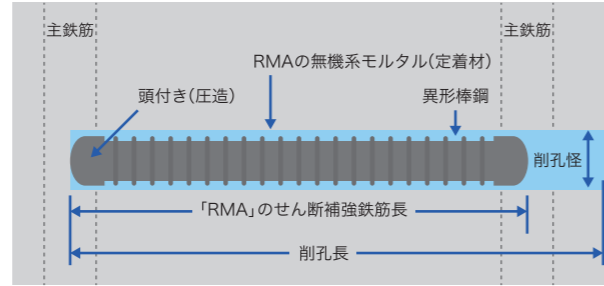 主鉄筋
主鉄筋
RMAの無機系モルタル(定着材)
頭付き(圧造)
異形棒鋼
削孔怪
「RMA」のせん断補強鉄筋長
削孔長